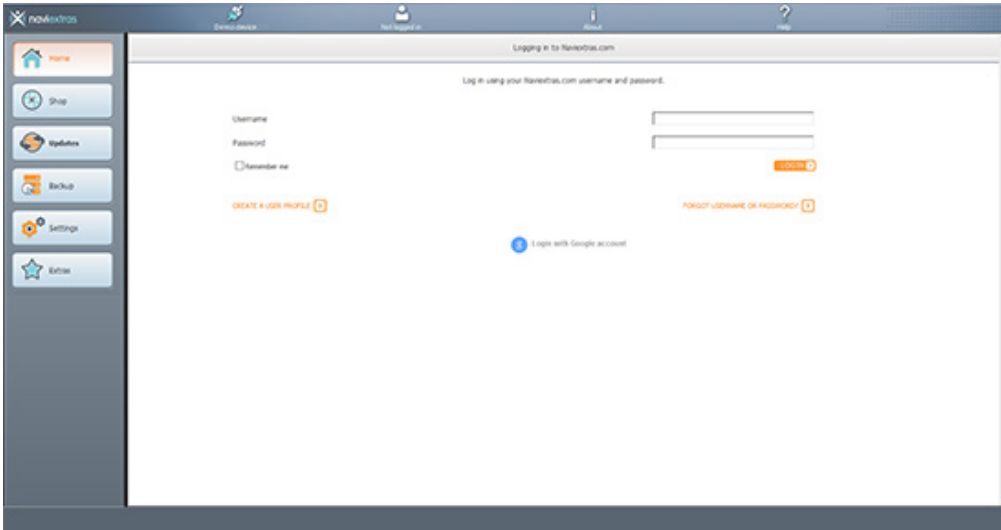 naviextras
Demo device
Not logged in
About
Help
Logging in to Naviextras.com
Home
Shop
Updates
Backup
Settings
Extras
Log in using your Naviextras.com username and password.
Username
Password
Remember me
LOG IN
CREATE A USER PROFILE
FORGOT USERNAME OR PASSWORD?
g Login with Google account